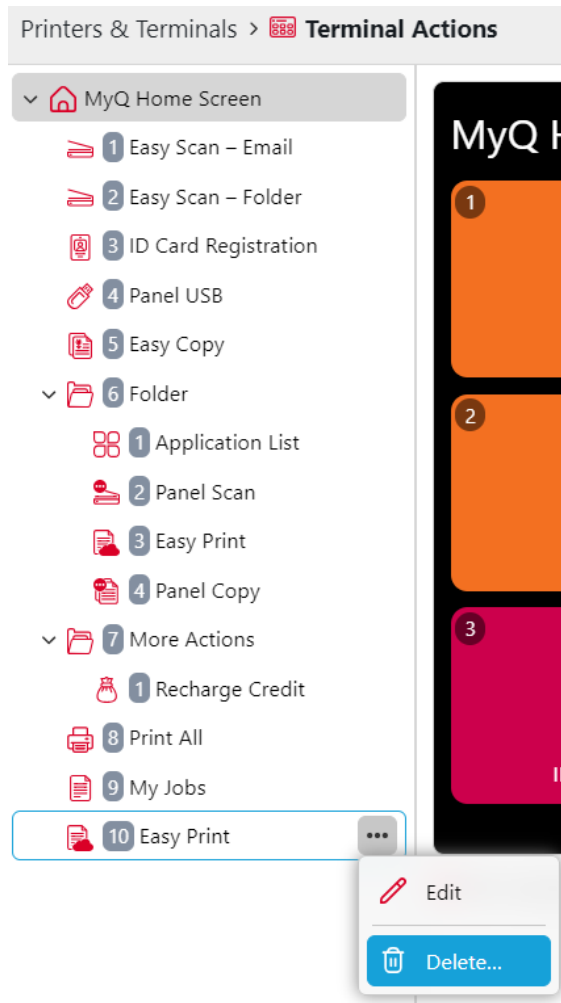 Printers & Terminals > Terminal Actions
MyQ Home Screen
1 Easy Scan – Email
2 Easy Scan – Folder
3 ID Card Registration
4 Panel USB
5 Easy Copy
6 Folder
1 Application List
2 Panel Scan
3 Easy Print
4 Panel Copy
7 More Actions
1 Recharge Credit
8 Print All
9 My Jobs
10 Easy Print
Edit
Delete...
MyQ
1
2
3